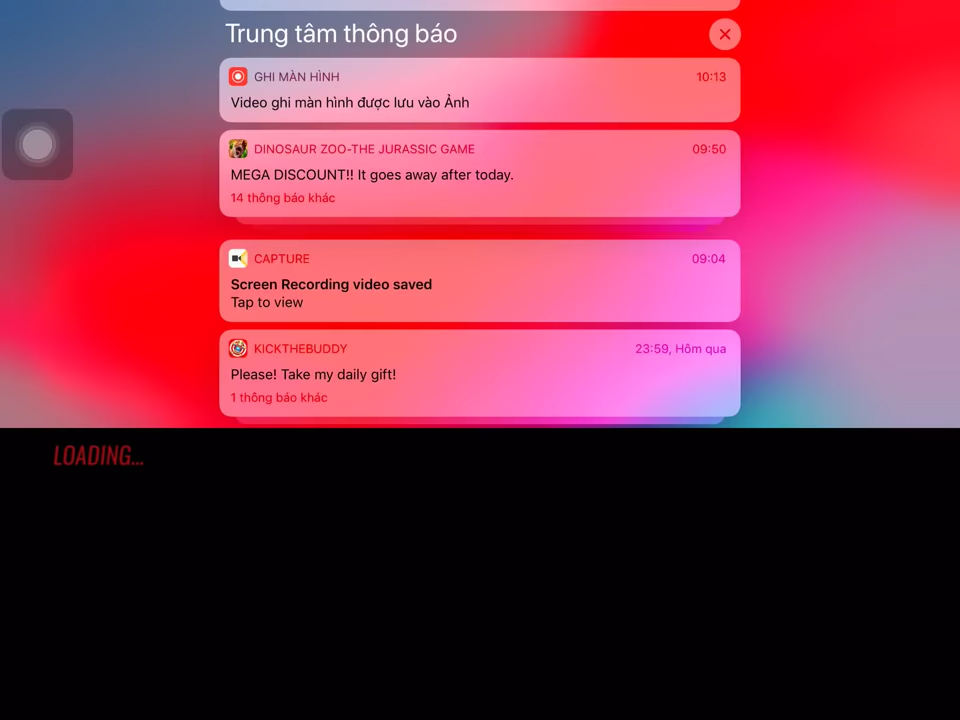 Trung tâm thông báo
GHI MÀN HÌNH 10:13
Video ghi màn hình được lưu vào Ảnh
DINOSAUR ZOO-THE JURASSIC GAME 09:50
MEGA DISCOUNT!! It goes away after today.
14 thông báo khác
CAPTURE 09:04
Screen Recording video saved
Tap to view
KICKTHEBUDDY 23:59, Hôm qua
Please! Take my daily gift!
1 thông báo khác
LOADING...